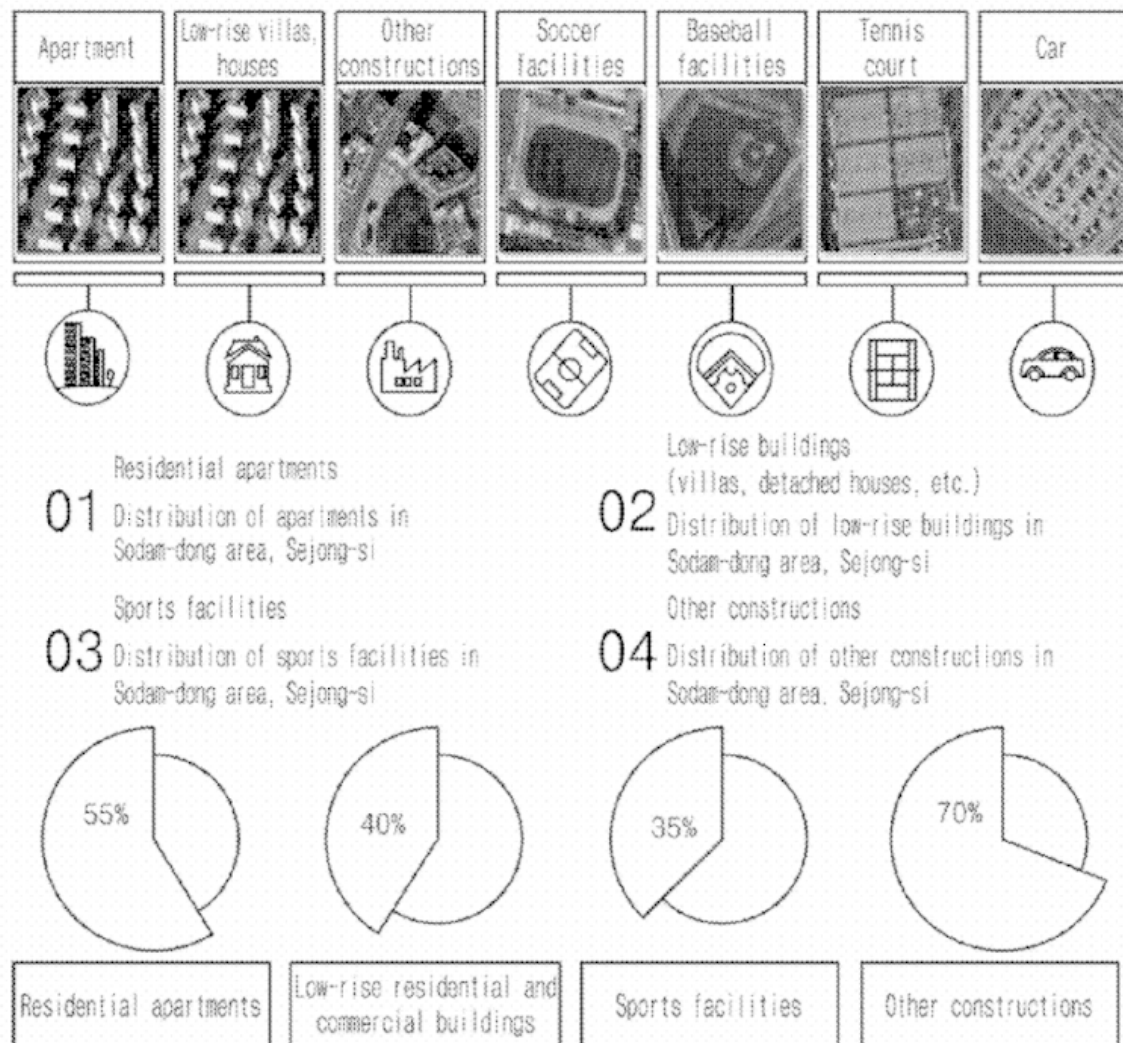 Apartment
Low-rise villas,
houses
Other
constructions
Soccer
facilities
Baseball
facilities
Tennis
court
Car
Residential apartments
01
Distribution of apartments in
Sodam-dong area, Sejong-si
Low-rise buildings
(villas, detached houses, etc.)
02
Distribution of low-rise buildings in
Sodam-dong area, Sejong-si
Sports facilities
03
Distribution of sports facilities in
Sodam-dong area, Sejong-si
Other constructions
04
Distribution of other constructions in
Sodam-dong area, Sejong-si
55%
40%
35%
70%
Residential apartments
Low-rise residential and
commercial buildings
Sports facilities
Other constructions